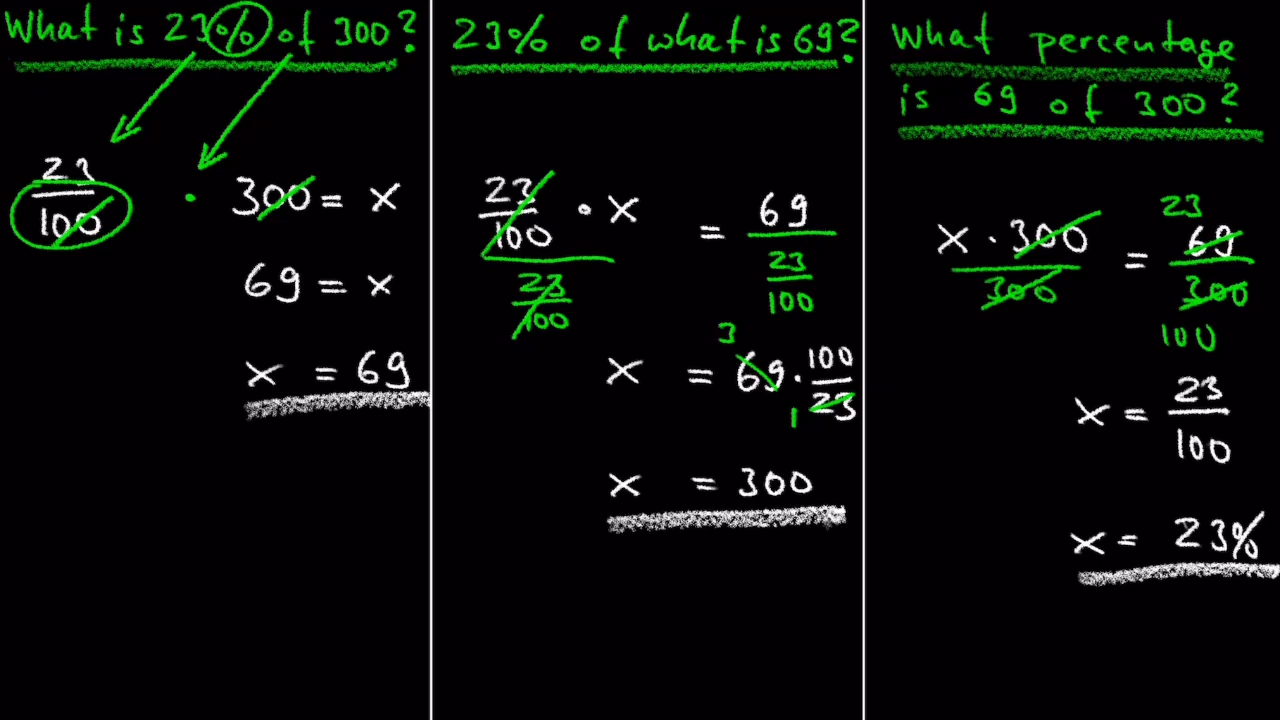 What is 23% of 300?
23/100 · 300 = x
69 = x
x = 69
23% of what is 69?
23/100 · x / 23/100 = 69 / 23/100
x = 69 · 100/23
3
1
x = 300
What percentage
is 69 of 300?
23
x · 300 / 300 = 69 / 300
100
x = 23/100
x = 23%